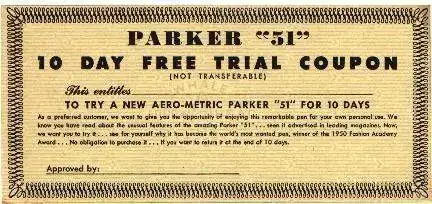 PARKER "51"
10 DAY FREE TRIAL COUPON
(NOT TRANSFERABLE)
This entitles
TO TRY A NEW AERO-METRIC PARKER "51" FOR 10 DAYS
As a preferred customer, we want to give you the opportunity of enjoying this remarkable pen for your own personal use. We
know you have read about the unusual features of the amazing Parker "51"... seen it advertised in leading magazines. Now,
we want you to try it ... see for yourself why it has become the world's most wanted pen, winner of the 1950 Fashion Academy
Award ... No obligation to purchase it ... If you want to return it at the end of 10 days.
Approved by: